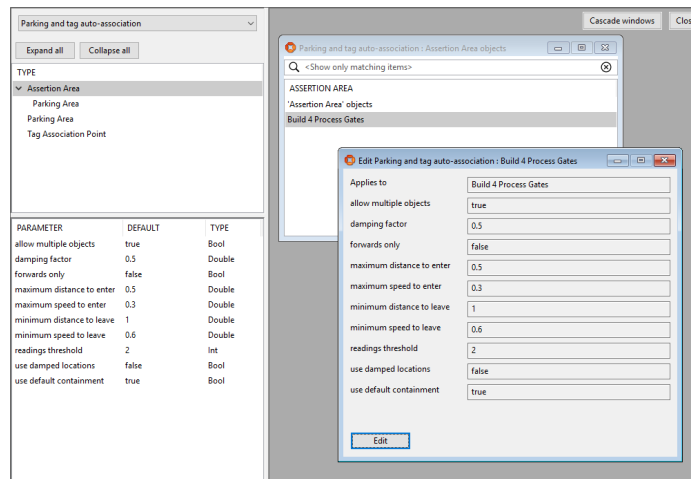 Parking and tag auto-association
Cascade windows
Expand all
Collapse all
TYPE
Assertion Area
Parking Area
Parking Area
Tag Association Point
PARAMETER DEFAULT TYPE
allow multiple objects true Bool
damping factor 0.5 Double
forwards only false Bool
maximum distance to enter 0.5 Double
maximum speed to enter 0.3 Double
minimum distance to leave 1 Double
minimum speed to leave 0.6 Double
readings threshold 2 Int
use damped locations false Bool
use default containment true Bool
Parking and tag auto-association : Assertion Area objects
<Show only matching items>
ASSERTION AREA
'Assertion Area' objects
Build 4 Process Gates
Edit Parking and tag auto-association : Build 4 Process Gates
Applies to Build 4 Process Gates
allow multiple objects true
damping factor 0.5
forwards only false
maximum distance to enter 0.5
maximum speed to enter 0.3
minimum distance to leave 1
minimum speed to leave 0.6
readings threshold 2
use damped locations false
use default containment true
Edit